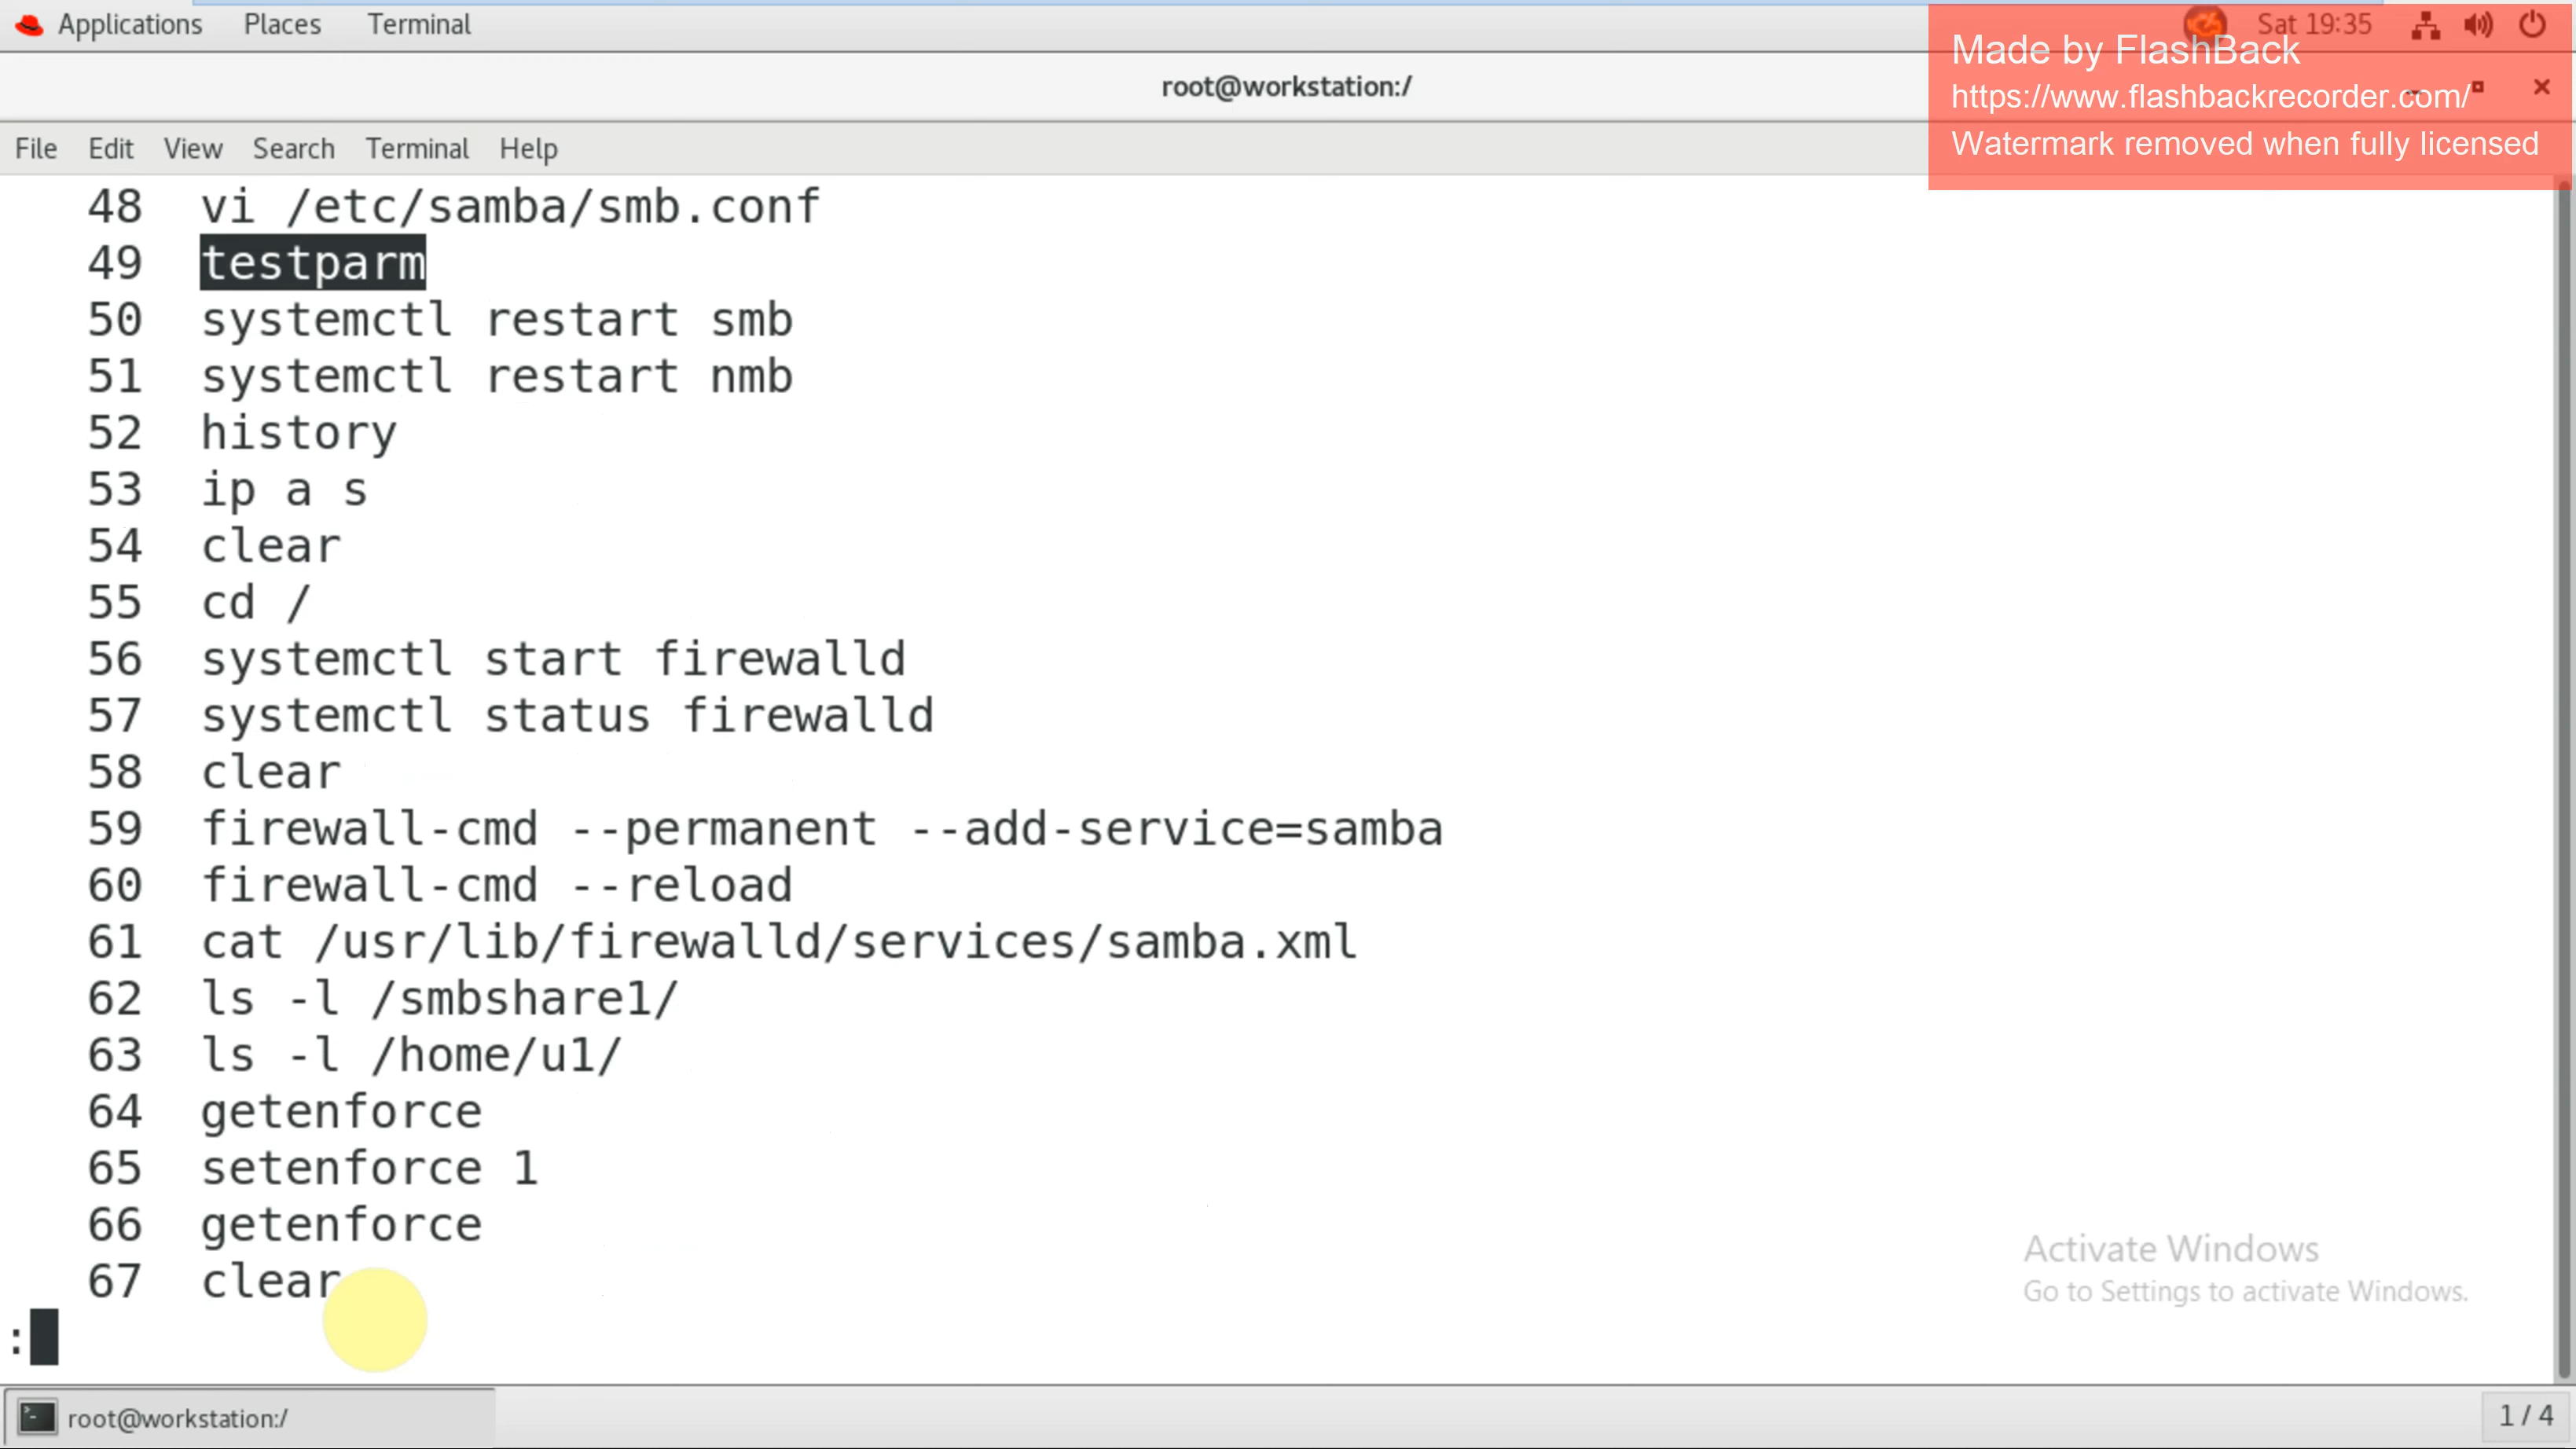 Applications Places Terminal
Sat 19:35
Made by FlashBack
https://www.flashbackrecorder.com/
Watermark removed when fully licensed
root@workstation:/
File Edit View Search Terminal Help
48 vi /etc/samba/smb.conf
49 testparm
50 systemctl restart smb
51 systemctl restart nmb
52 history
53 ip a s
54 clear
55 cd /
56 systemctl start firewalld
57 systemctl status firewalld
58 clear
59 firewall-cmd --permanent --add-service=samba
60 firewall-cmd --reload
61 cat /usr/lib/firewalld/services/samba.xml
62 ls -l /smbshare1/
63 ls -l /home/u1/
64 getenforce
65 setenforce 1
66 getenforce
67 clear
:
Activate Windows
Go to Settings to activate Windows.
root@workstation:/
1 / 4